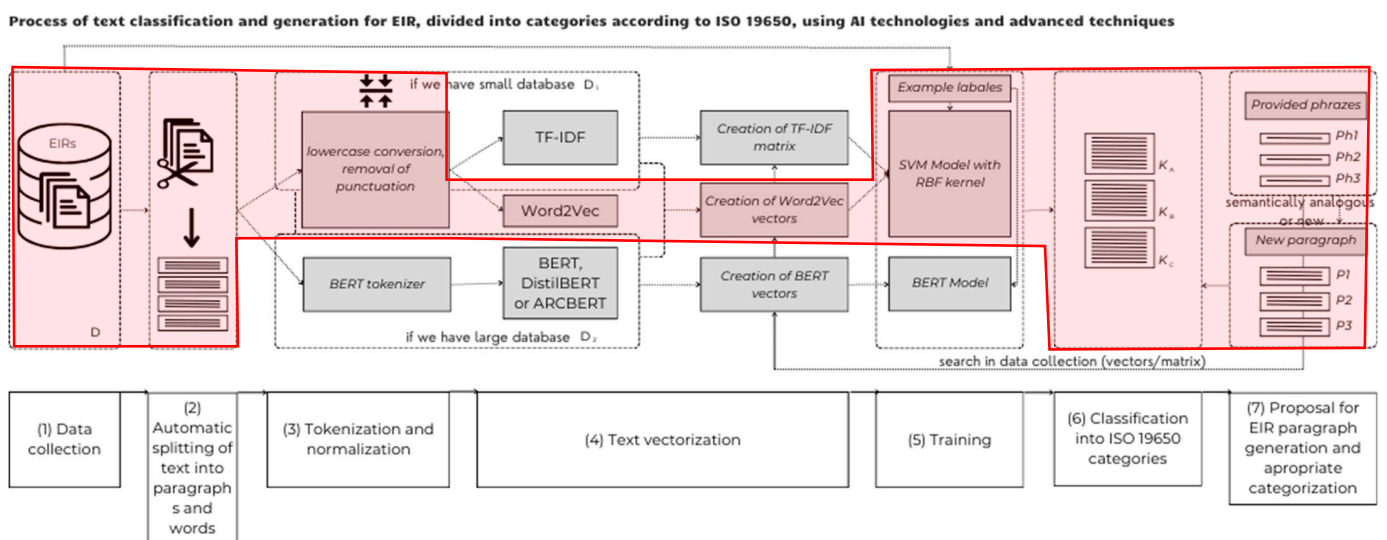 Process of text classification and generation for EIR, divided into categories according to ISO 19650, using AI technologies and advanced techniques
EIRs
D
if we have small database D₁
lowercase conversion,
removal of
punctuation
TF-IDF
Word2Vec
BERT tokenizer
BERT,
DistilBERT
or ARCBERT
if we have large database D₂
Creation of TF-IDF
matrix
Creation of Word2Vec
vectors
Creation of BERT
vectors
Example labales
SVM Model with
RBF kernel
BERT Model
K A
K B
K C
Provided phrazes
Ph1
Ph2
Ph3
semantically analogous
or new
New paragraph
P1
P2
P3
search in data collection (vectors/matrix)
(1) Data
collection
(2)
Automatic
splitting of
text into
paragraph
s and
words
(3) Tokenization and
normalization
(4) Text vectorization
(5) Training
(6) Classification
into ISO 19650
categories
(7) Proposal for
EIR paragraph
generation and
apropriate
categorization